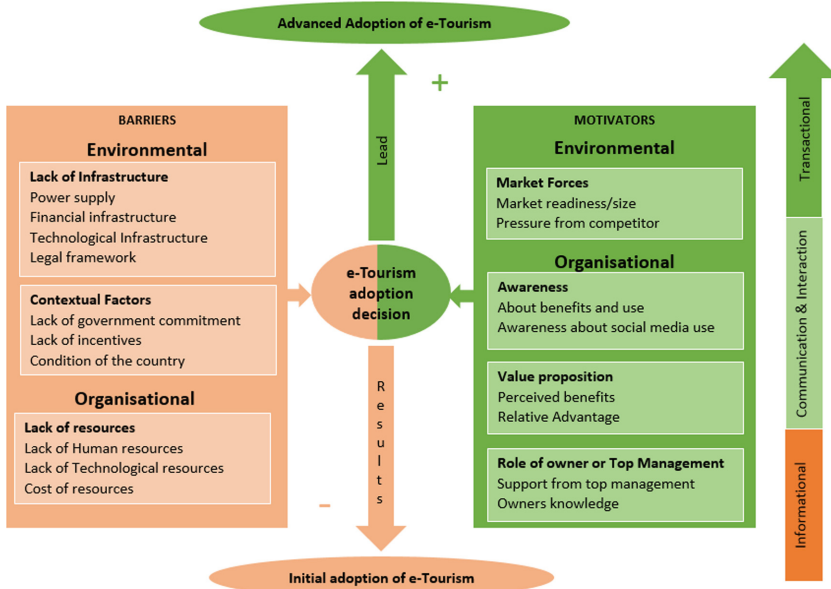 Advanced Adoption of e-Tourism
+
Lead
BARRIERS
Environmental
Lack of Infrastructure
Power supply
Financial infrastructure
Technological Infrastructure
Legal framework
Contextual Factors
Lack of government commitment
Lack of incentives
Condition of the country
Organisational
Lack of resources
Lack of Human resources
Lack of Technological resources
Cost of resources
e-Tourism
adoption
decision
Results
-
Initial adoption of e-Tourism
MOTIVATORS
Environmental
Market Forces
Market readiness/size
Pressure from competitor
Organisational
Awareness
About benefits and use
Awareness about social media use
Value proposition
Perceived benefits
Relative Advantage
Role of owner or Top Management
Support from top management
Owners knowledge
Transactional
Communication & Interaction
Informational